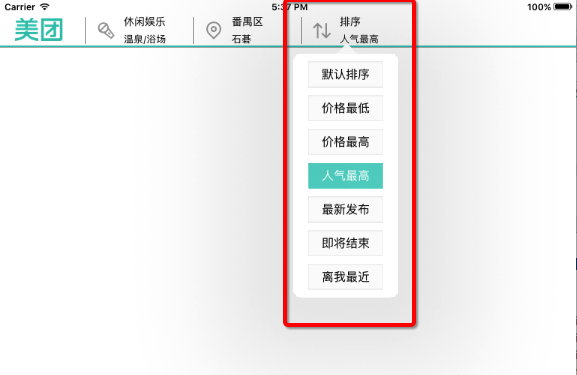 Carrier
5:37 PM
100%
美团
休闲娱乐
温泉/浴场
番禺区
石碁
排序
人气最高
默认排序
价格最低
价格最高
人气最高
最新发布
即将结束
离我最近